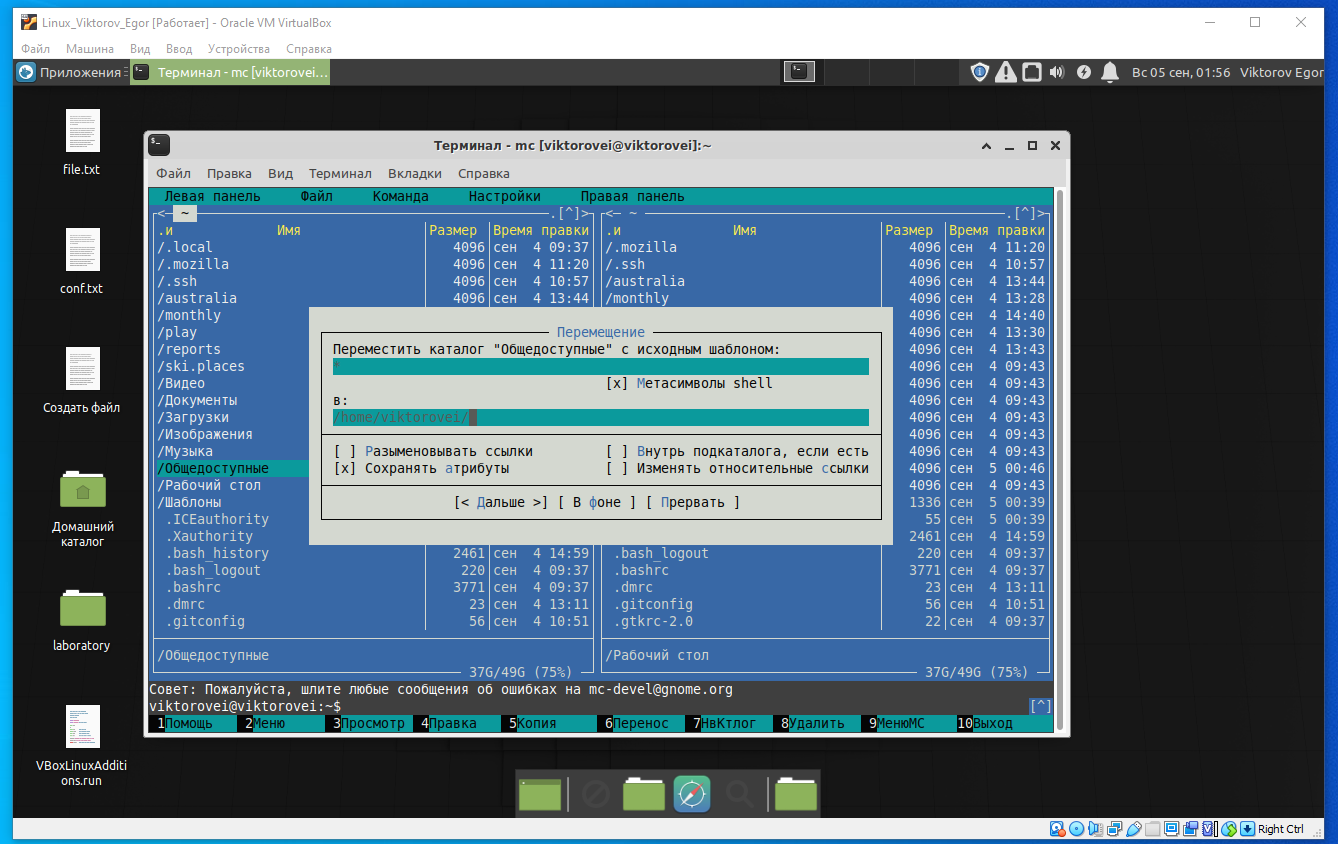 Linux_Viktorov_Egor [Работает] - Oracle VM VirtualBox
Файл Машина Вид Ввод Устройства Справка
Приложения Терминал - mc [viktorovei... Вс 05 сен, 01:56 Viktorov Egor
file.txt
conf.txt
Создать файл
Домашний каталог
laboratory
VBoxLinuxAdditi
ons.run
Терминал - mc [viktorovei@viktorovei]:~
Файл Правка Вид Терминал Вкладки Справка
Левая панель Файл Команда Настройки Правая панель
<─ ~ .[^]>
.и Имя Размер Время правки
/.local 4096 сен 4 09:37
/.mozilla 4096 сен 4 11:20
/.ssh 4096 сен 4 10:57
/australia 4096 сен 4 13:44
/monthly
/play
/reports
/ski.places
/Видео
/Документы
/Загрузки
/Изображения
/Музыка
/Общедоступные
/Рабочий стол
/Шаблоны
.ICEauthority
.Xauthority
.bash_history 2461 сен 4 14:59
.bash_logout 220 сен 4 09:37
.bashrc 3771 сен 4 09:37
.dmrc 23 сен 4 13:11
.gitconfig 56 сен 4 10:51
/Общедоступные
37G/49G (75%)
<─ ~ .[^]>
.и Имя Размер Время правки
/.mozilla 4096 сен 4 11:20
/.ssh 4096 сен 4 10:57
/australia 4096 сен 4 13:44
/monthly 4096 сен 4 13:28
4096 сен 4 14:40
4096 сен 4 13:30
4096 сен 4 13:43
4096 сен 4 09:43
4096 сен 4 09:43
4096 сен 4 09:43
4096 сен 4 09:43
4096 сен 4 09:43
4096 сен 4 09:43
4096 сен 5 00:46
4096 сен 4 09:43
1336 сен 5 00:39
55 сен 5 00:39
2461 сен 4 14:59
.bash_logout 220 сен 4 09:37
.bashrc 3771 сен 4 09:37
.dmrc 23 сен 4 13:11
.gitconfig 56 сен 4 10:51
.gtkrc-2.0 22 сен 4 09:37
/Рабочий стол
37G/49G (75%)
Перемещение
Переместить каталог "Общедоступные" с исходным шаблоном:
*
[x] Метасимволы shell
в:
/home/viktorovei/
[ ] Разыменовывать ссылки [ ] Внутрь подкаталога, если есть
[x] Сохранять атрибуты [ ] Изменять относительные ссылки
[< Дальше >] [ В фоне ] [ Прервать ]
Совет: Пожалуйста, шлите любые сообщения об ошибках на mc-devel@gnome.org
viktorovei@viktorovei:~$ [^]
1Помощь 2Меню 3Просмотр 4Правка 5Копия 6Перенос 7НвКтлог 8Удалить 9МенюMC 10Выход
Right Ctrl